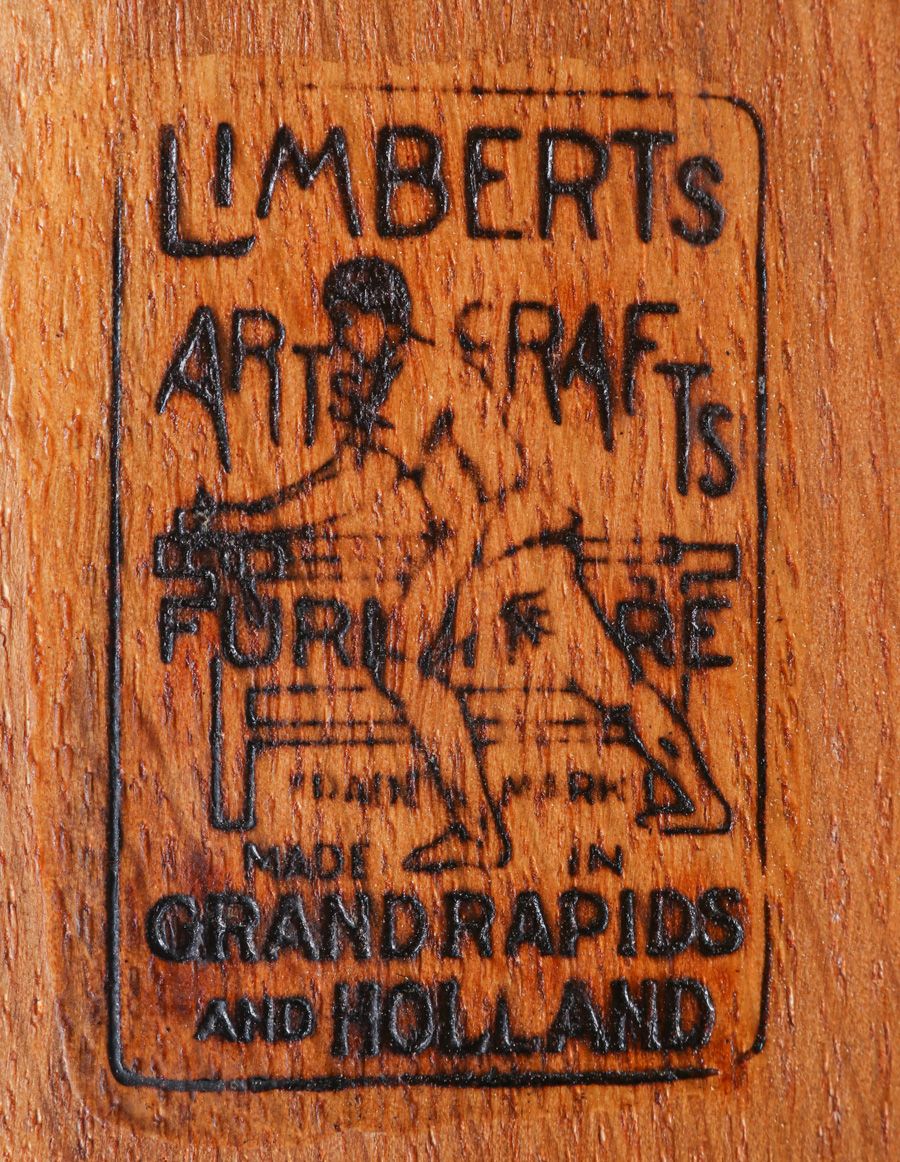 LIMBERTS
ARTS CRAFTS
FURNITURE
TRADE MARK
MADE IN
GRAND RAPIDS
AND HOLLAND